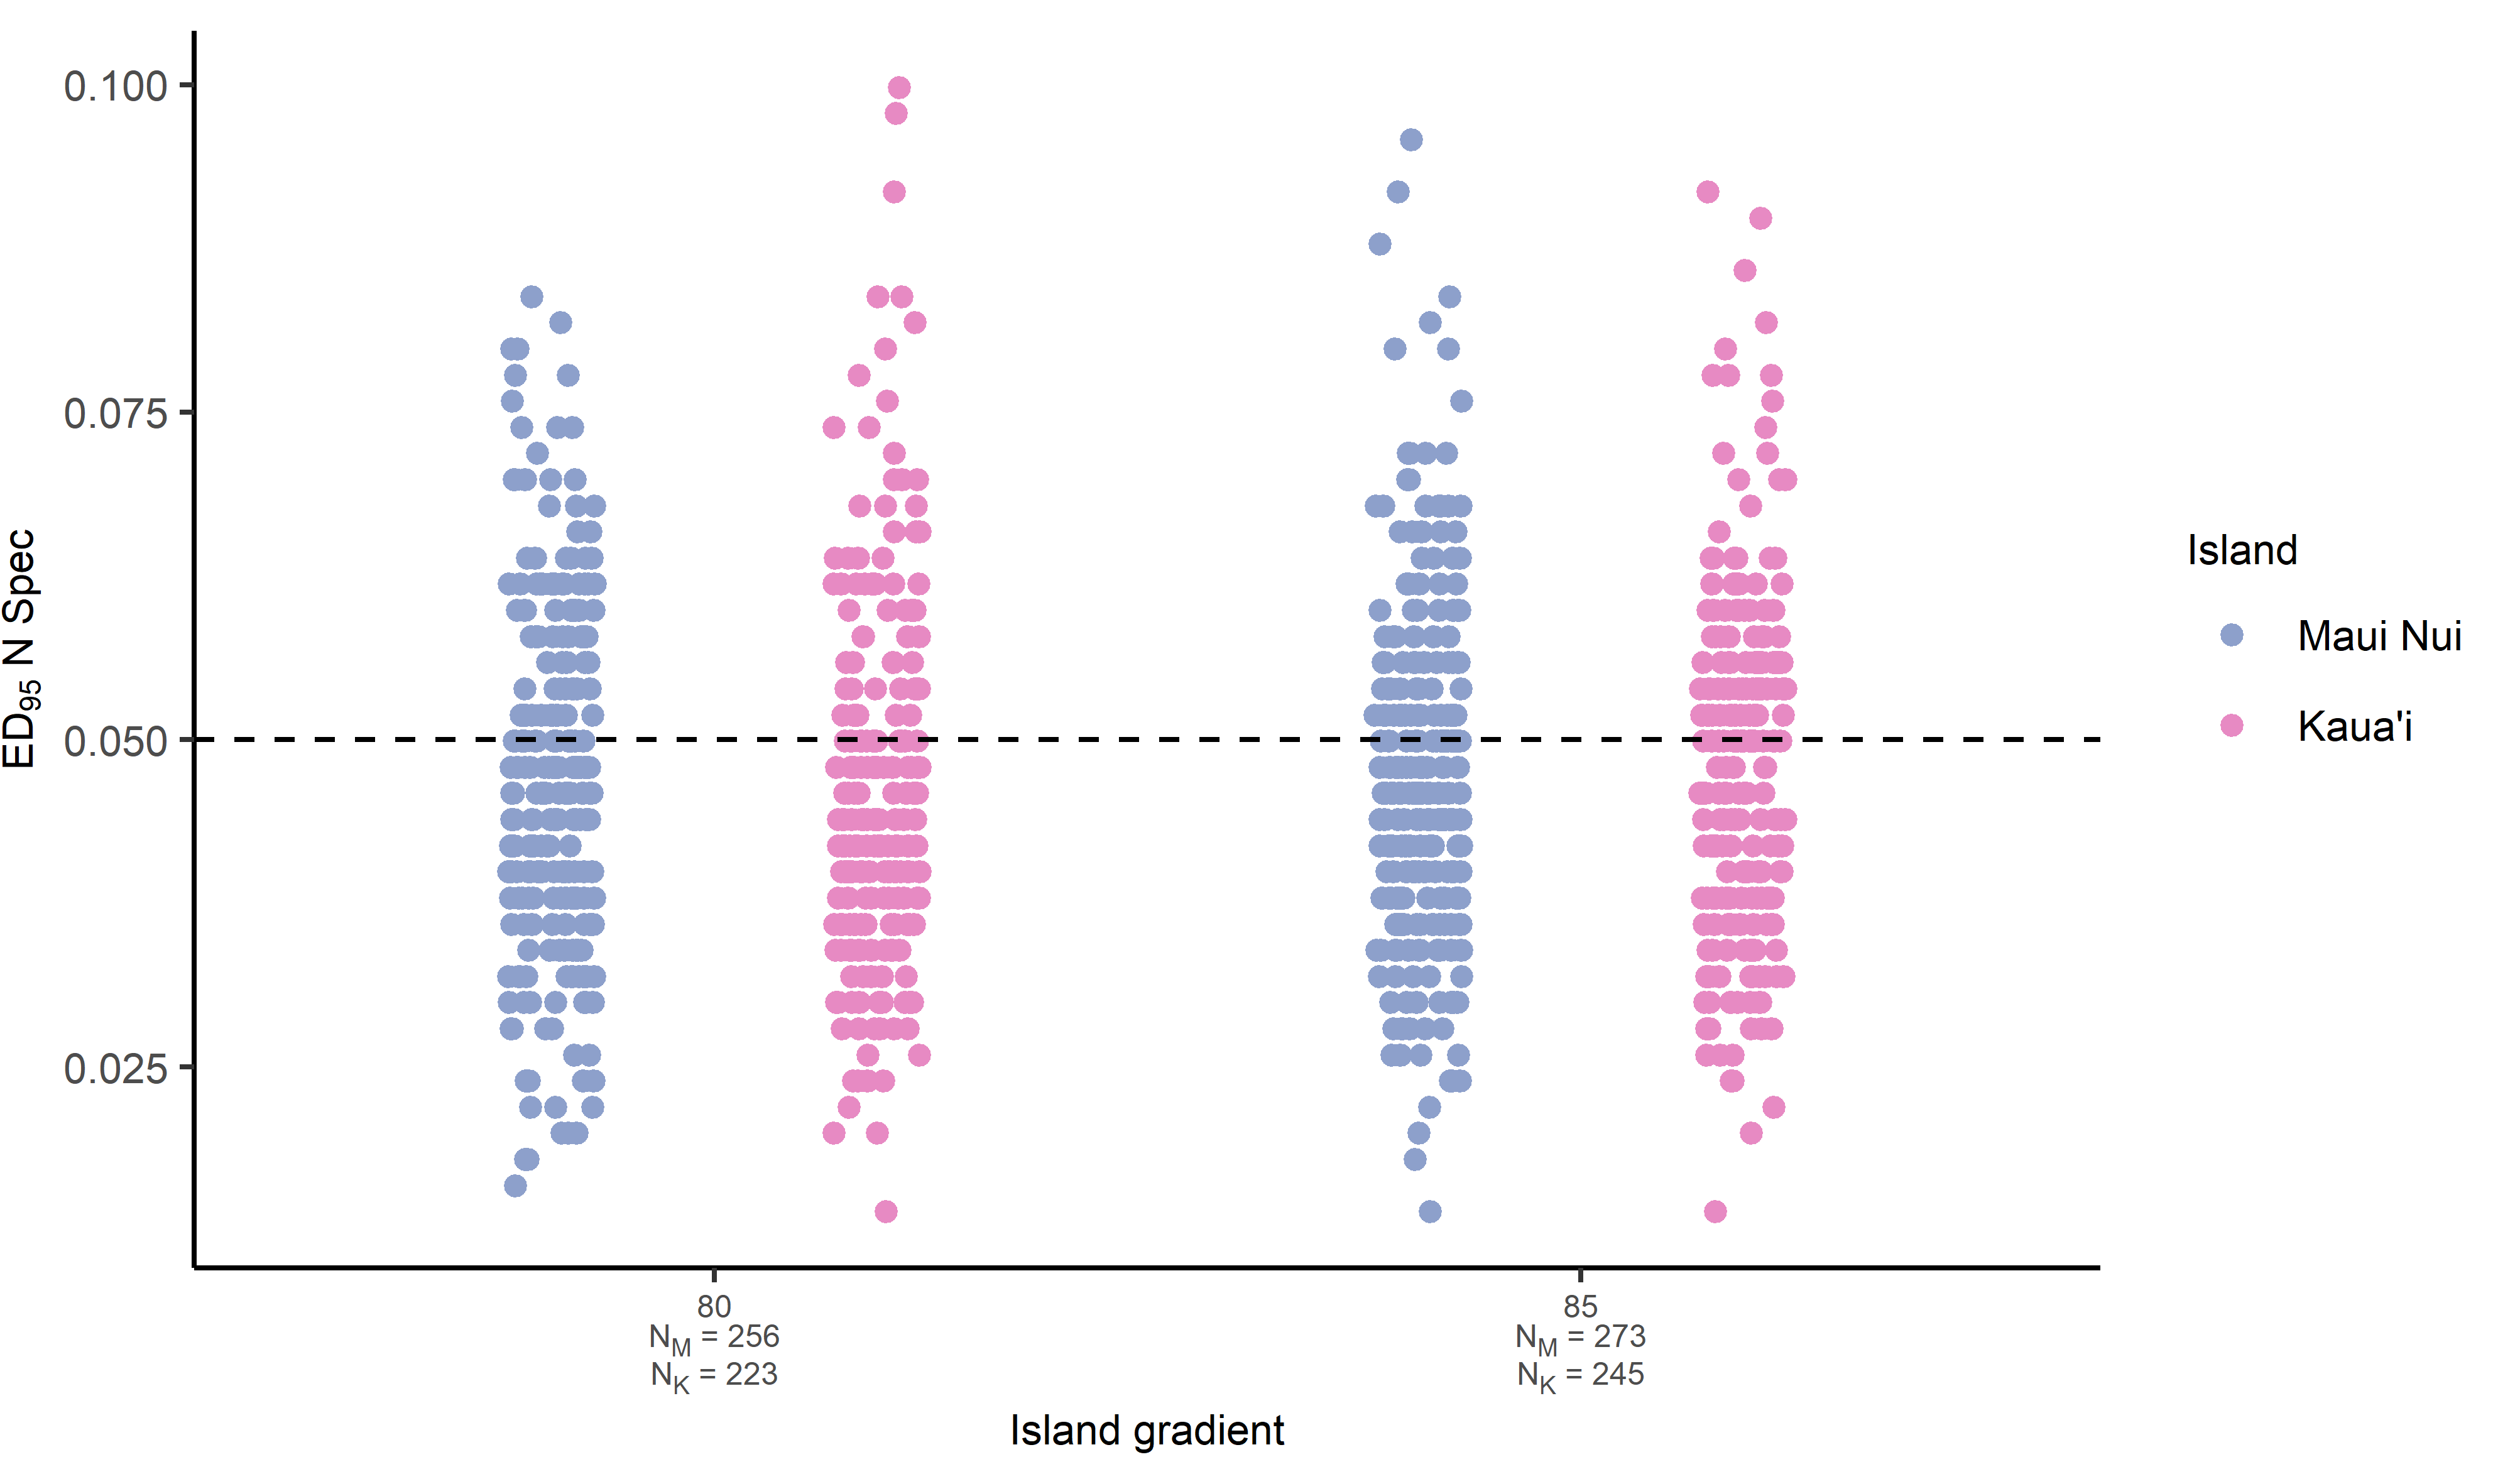 0.100
0.075
0.050
0.025
ED95 N Spec
80
NM = 256
NK = 223
85
NM = 273
NK = 245
Island gradient
Island
Maui Nui
Kaua'i